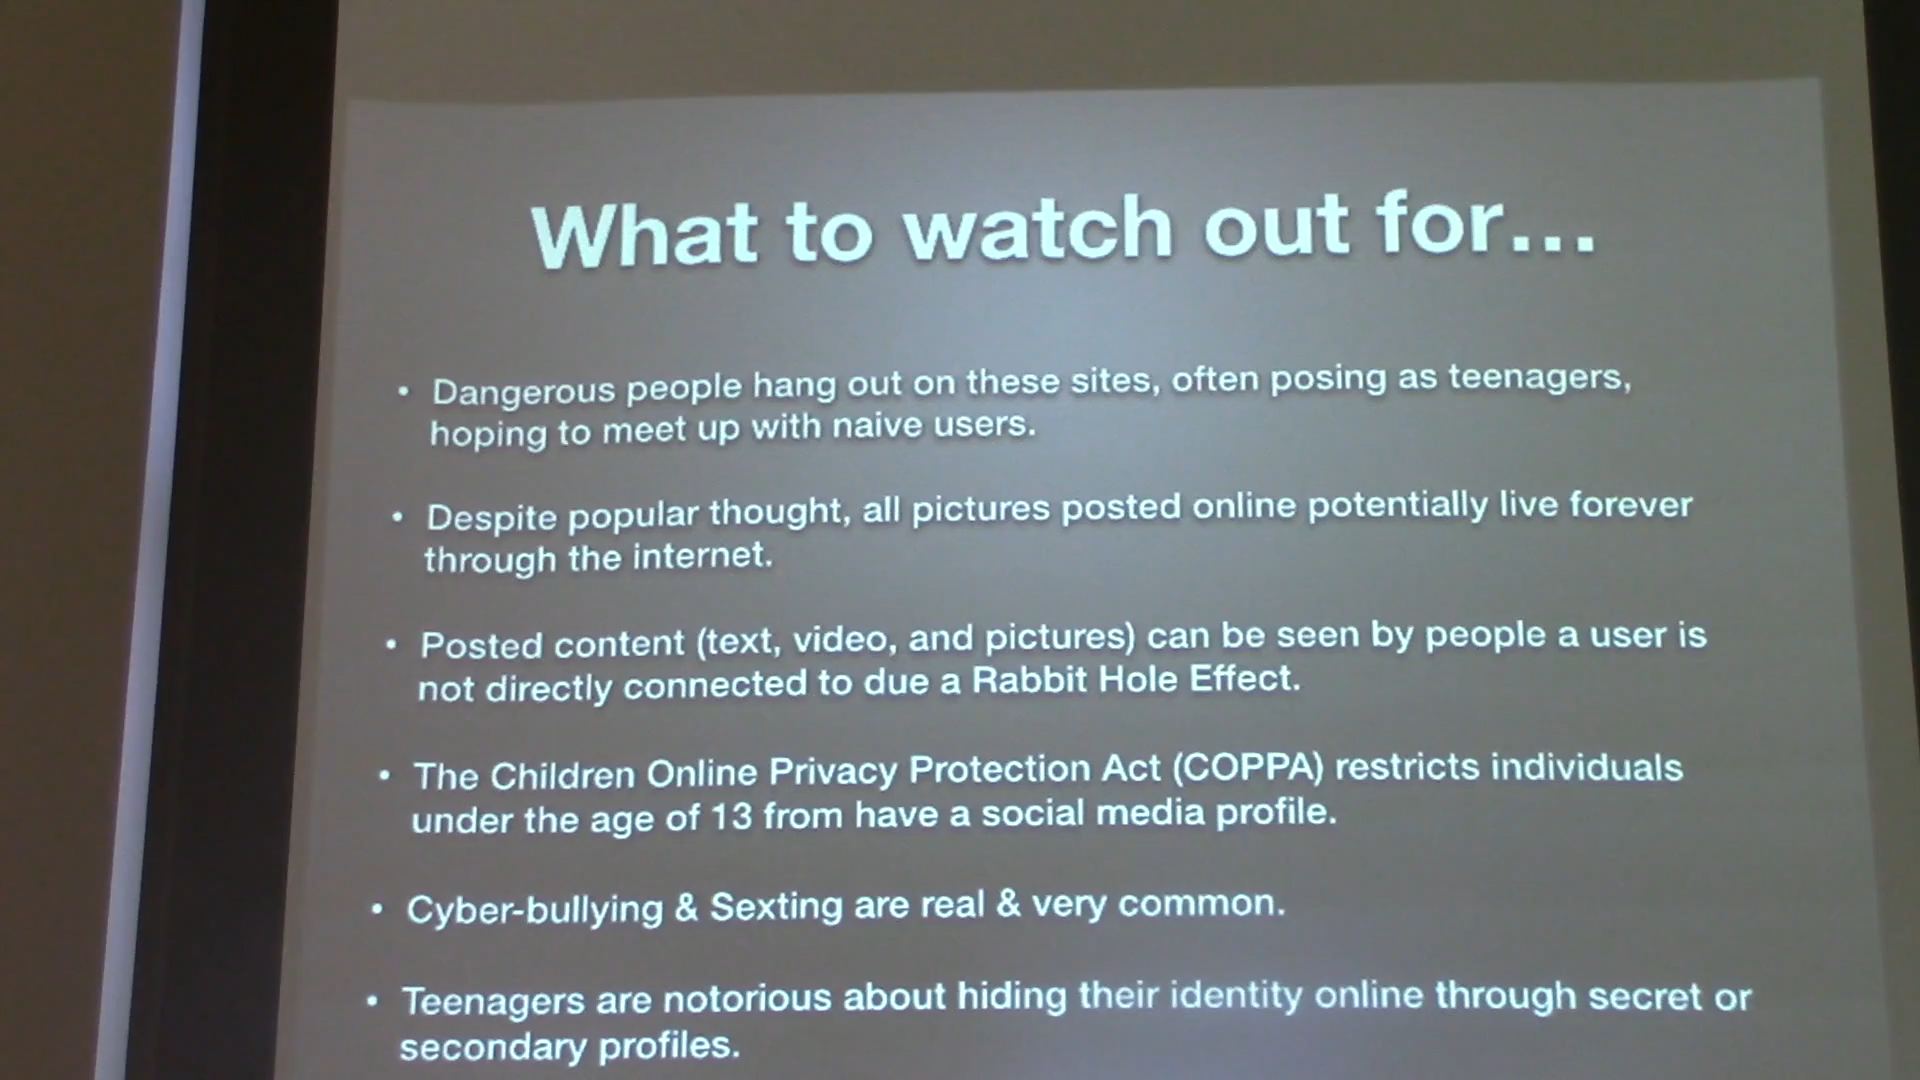 What to watch out for...
• Dangerous people hang out on these sites, often posing as teenagers,
hoping to meet up with naive users.
• Despite popular thought, all pictures posted online potentially live forever
through the internet.
• Posted content (text, video, and pictures) can be seen by people a user is
not directly connected to due a Rabbit Hole Effect.
• The Children Online Privacy Protection Act (COPPA) restricts individuals
under the age of 13 from have a social media profile.
• Cyber-bullying & Sexting are real & very common.
• Teenagers are notorious about hiding their identity online through secret or
secondary profiles.